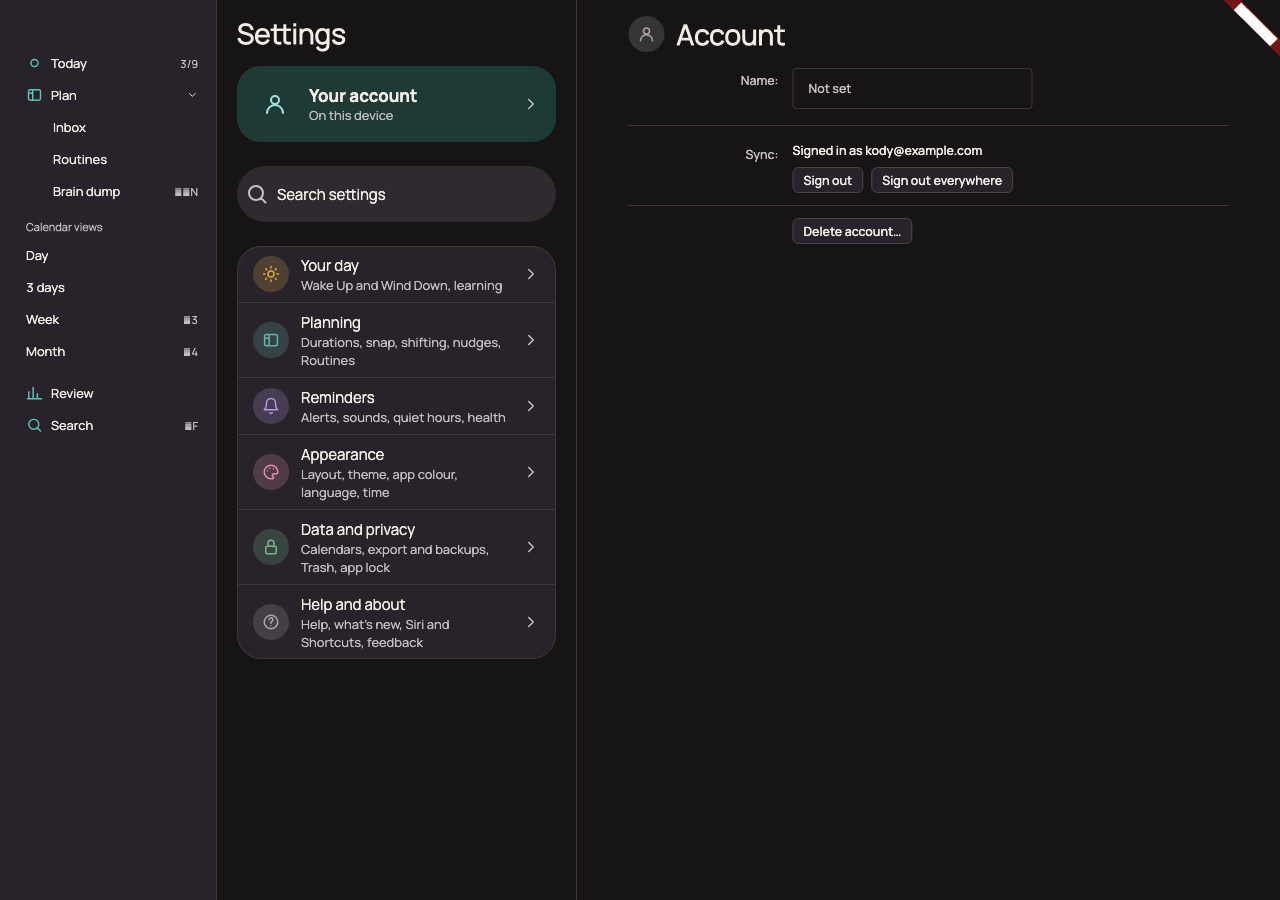 Today 3/9
Plan
Inbox
Routines
Brain dump N
Calendar views
Day
3 days
Week 3
Month 4
Review
Search F
Settings
Your account
On this device
Search settings
Your day
Wake Up and Wind Down, learning
Planning
Durations, snap, shifting, nudges,
Routines
Reminders
Alerts, sounds, quiet hours, health
Appearance
Layout, theme, app colour,
language, time
Data and privacy
Calendars, export and backups,
Trash, app lock
Help and about
Help, what's new, Siri and
Shortcuts, feedback
Account
Name: Not set
Sync: Signed in as kody@example.com
Sign out Sign out everywhere
Delete account…